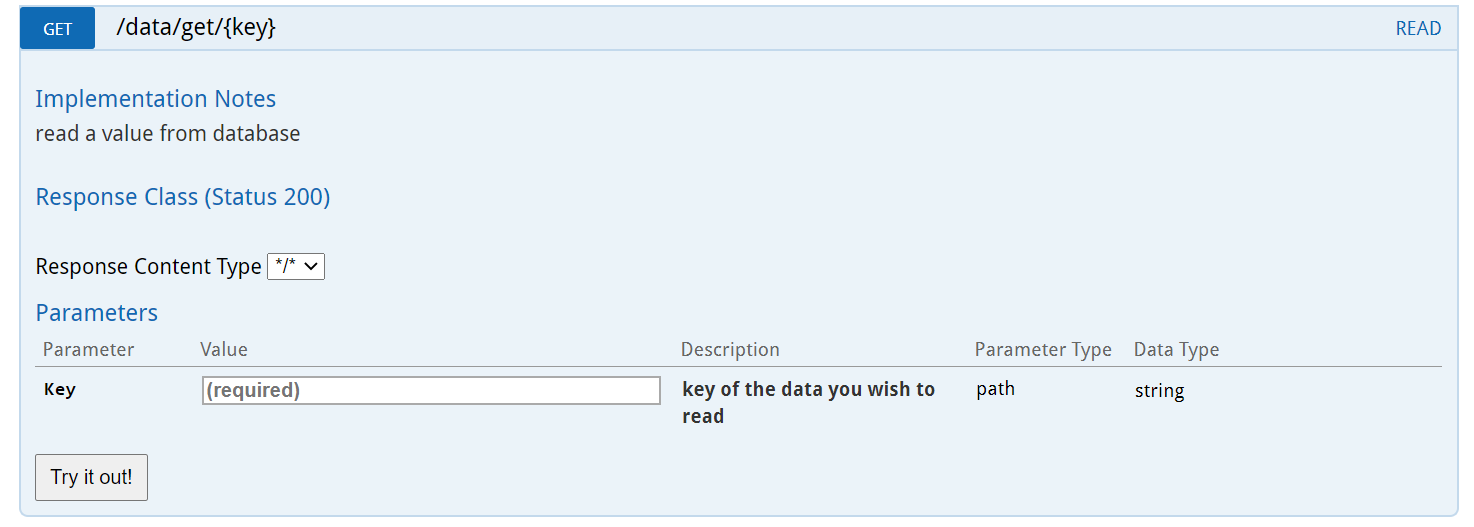 GET /data/get/{key} READ
Implementation Notes
read a value from database
Response Class (Status 200)
Response Content Type */*
Parameters
Parameter Value Description Parameter Type Data Type
Key (required) key of the data you wish to path string
read
Try it out!